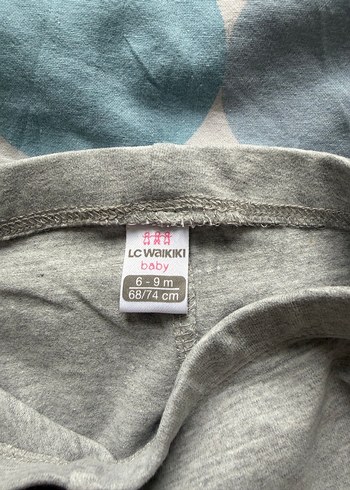 LC WAIKIKI
baby
6 - 9 m
68/74 cm